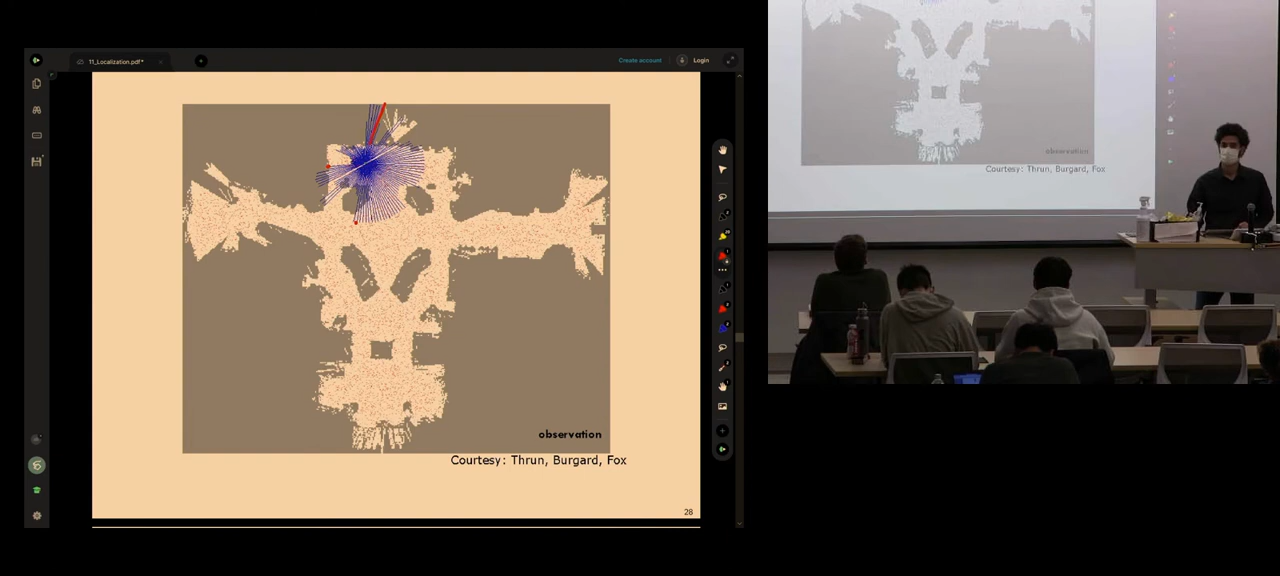 11_Localization.pdf*
Create account
Login
observation
Courtesy: Thrun, Burgard, Fox
28
observation
Courtesy: Thrun, Burgard, Fox